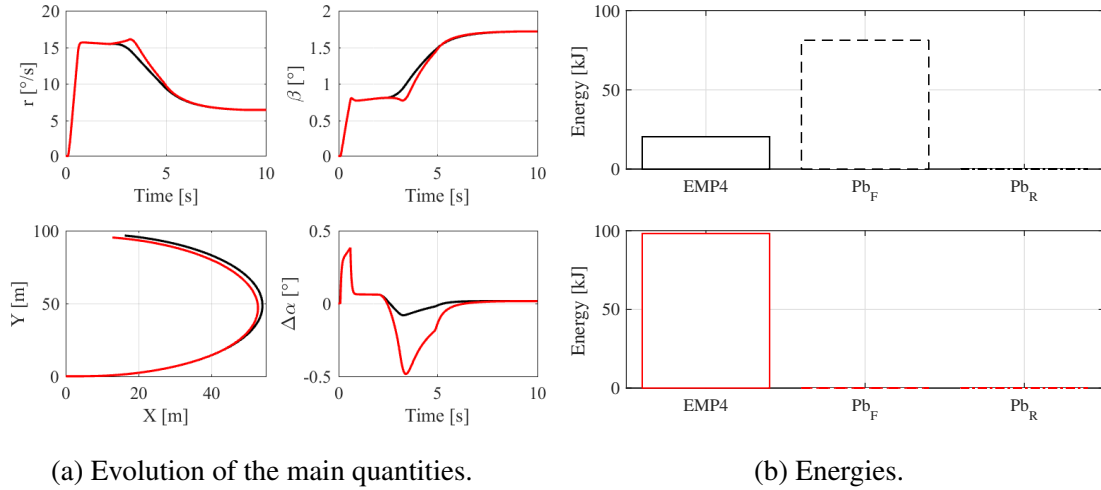 20
15
10
5
0
r [°/s]
0
5
10
Time [s]
2
1.5
1
0.5
0
β [°]
0
5
10
Time [s]
100
50
0
Y [m]
0
20
40
X [m]
0.5
0
-0.5
Δα [°]
0
5
10
Time [s]
(a) Evolution of the main quantities.
100
50
0
Energy [kJ]
EMP4
Pb_F
Pb_R
100
50
0
Energy [kJ]
EMP4
Pb_F
Pb_R
(b) Energies.